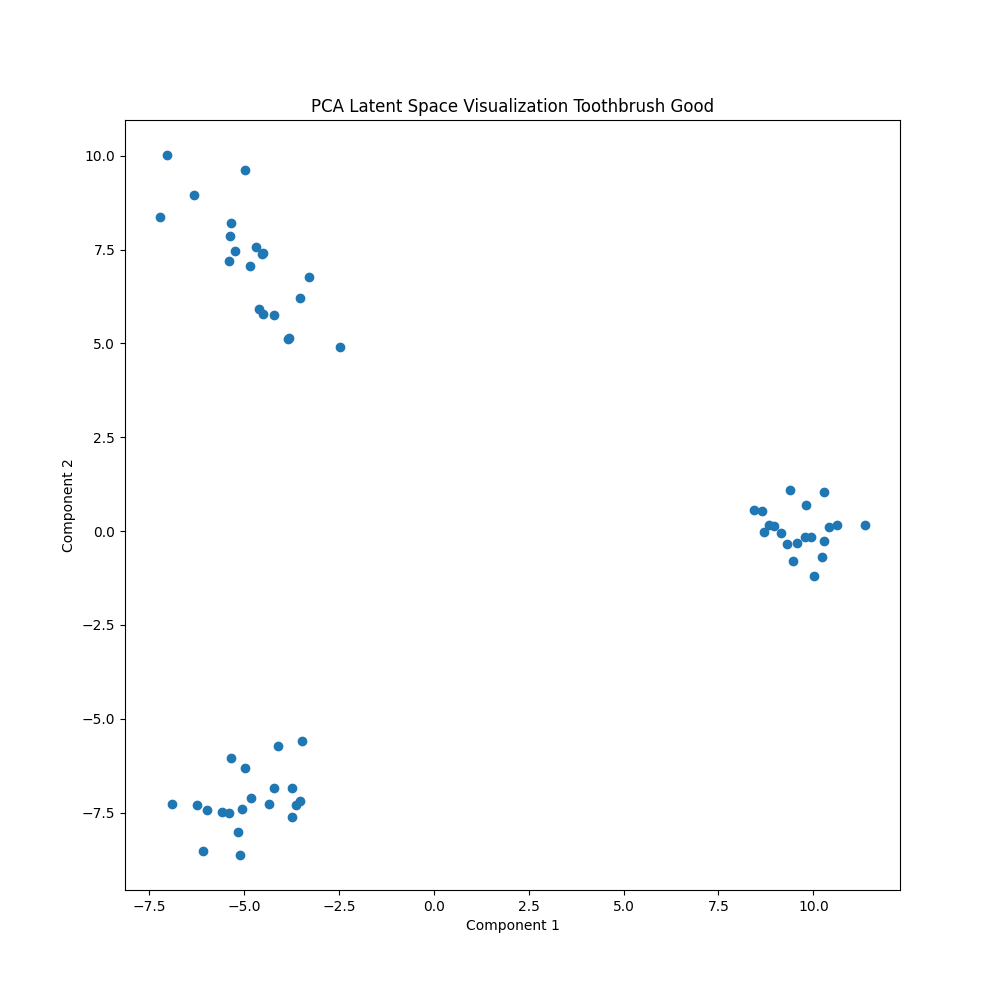 PCA Latent Space Visualization Toothbrush Good
10.0
7.5
5.0
2.5
0.0
−2.5
−5.0
−7.5
Component 2
−7.5 −5.0 −2.5 0.0 2.5 5.0 7.5 10.0
Component 1